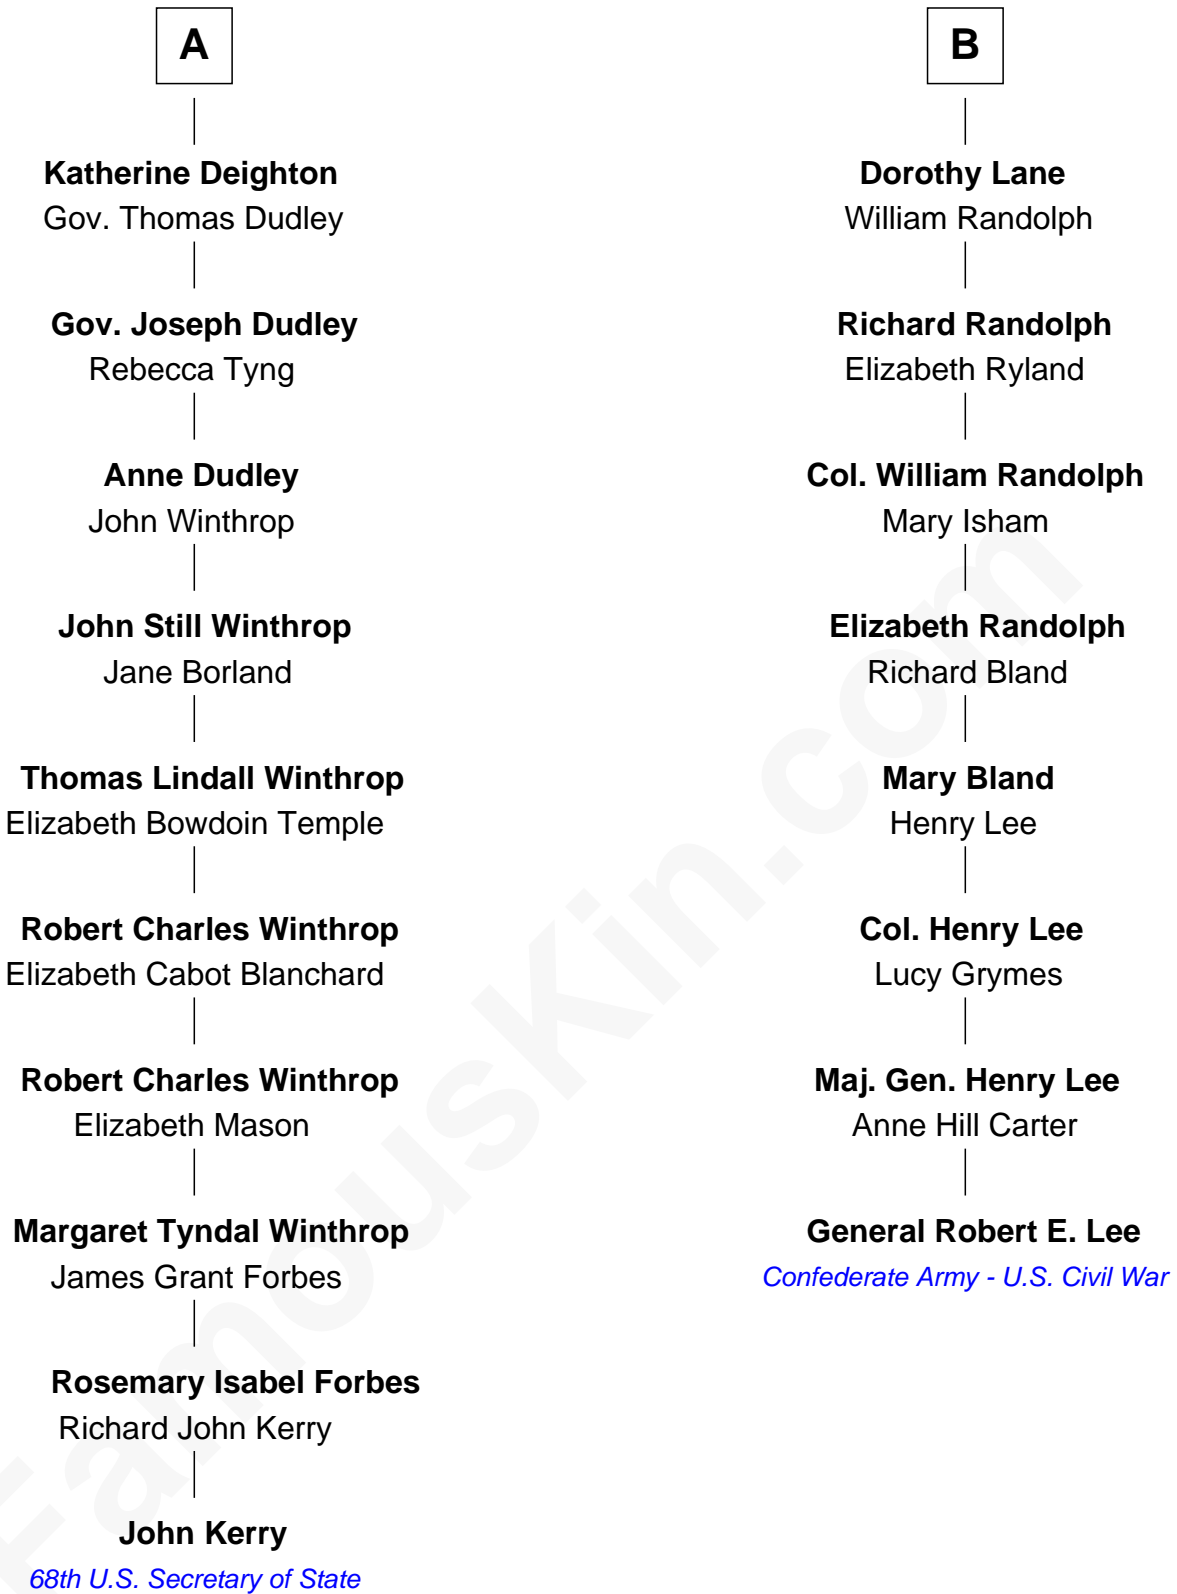 A
Katherine Deighton
Gov. Thomas Dudley
Gov. Joseph Dudley
Rebecca Tyng
Anne Dudley
John Winthrop
John Still Winthrop
Jane Borland
Thomas Lindall Winthrop
Elizabeth Bowdoin Temple
Robert Charles Winthrop
Elizabeth Cabot Blanchard
Robert Charles Winthrop
Elizabeth Mason
Margaret Tyndal Winthrop
James Grant Forbes
Rosemary Isabel Forbes
Richard John Kerry
John Kerry
68th U.S. Secretary of State
B
Dorothy Lane
William Randolph
Richard Randolph
Elizabeth Ryland
Col. William Randolph
Mary Isham
Elizabeth Randolph
Richard Bland
Mary Bland
Henry Lee
Col. Henry Lee
Lucy Grymes
Maj. Gen. Henry Lee
Anne Hill Carter
General Robert E. Lee
Confederate Army - U.S. Civil War
FamousKin.com